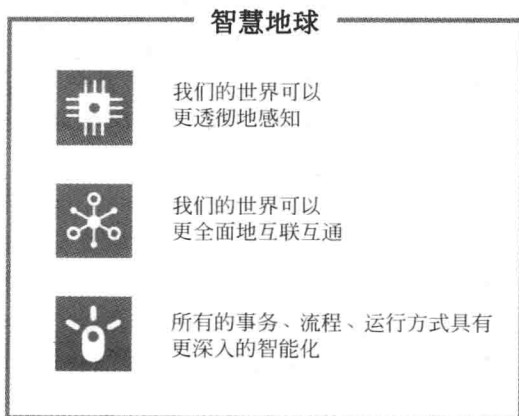 智慧地球
我们的世界可以
更透彻地感知
我们的世界可以
更全面地互联互通
所有的事务、流程、运行方式具有
更深入的智能化